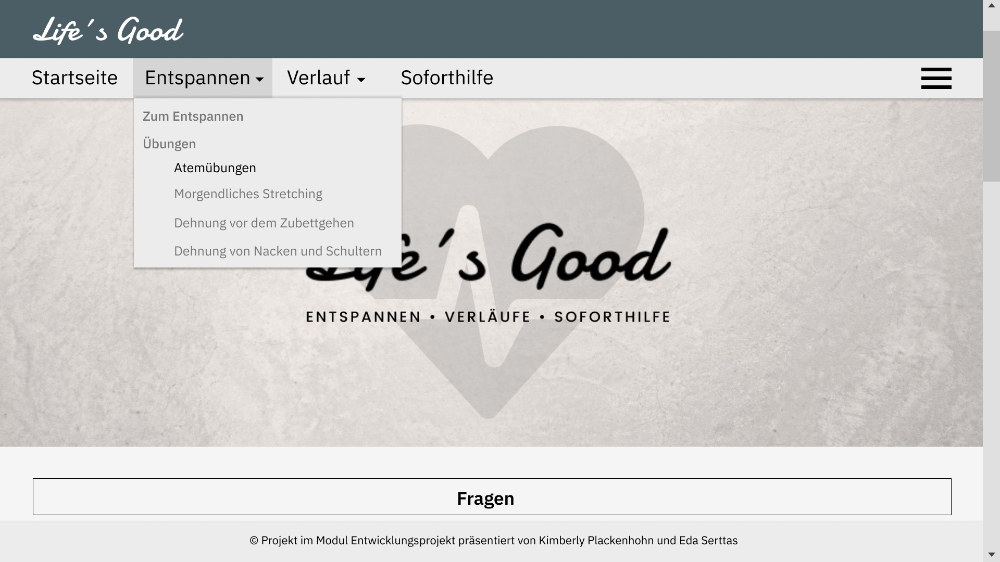 Life´s Good
Startseite Entspannen Verlauf Soforthilfe
Zum Entspannen
Übungen
Atemübungen
Morgendliches Stretching
Dehnung vor dem Zubettgehen
Dehnung von Nacken und Schultern
Life´s Good
ENTSPANNEN • VERLÄUFE • SOFORTHILFE
Fragen
© Projekt im Modul Entwicklungsprojekt präsentiert von Kimberly Plackenhohn und Eda Serttas